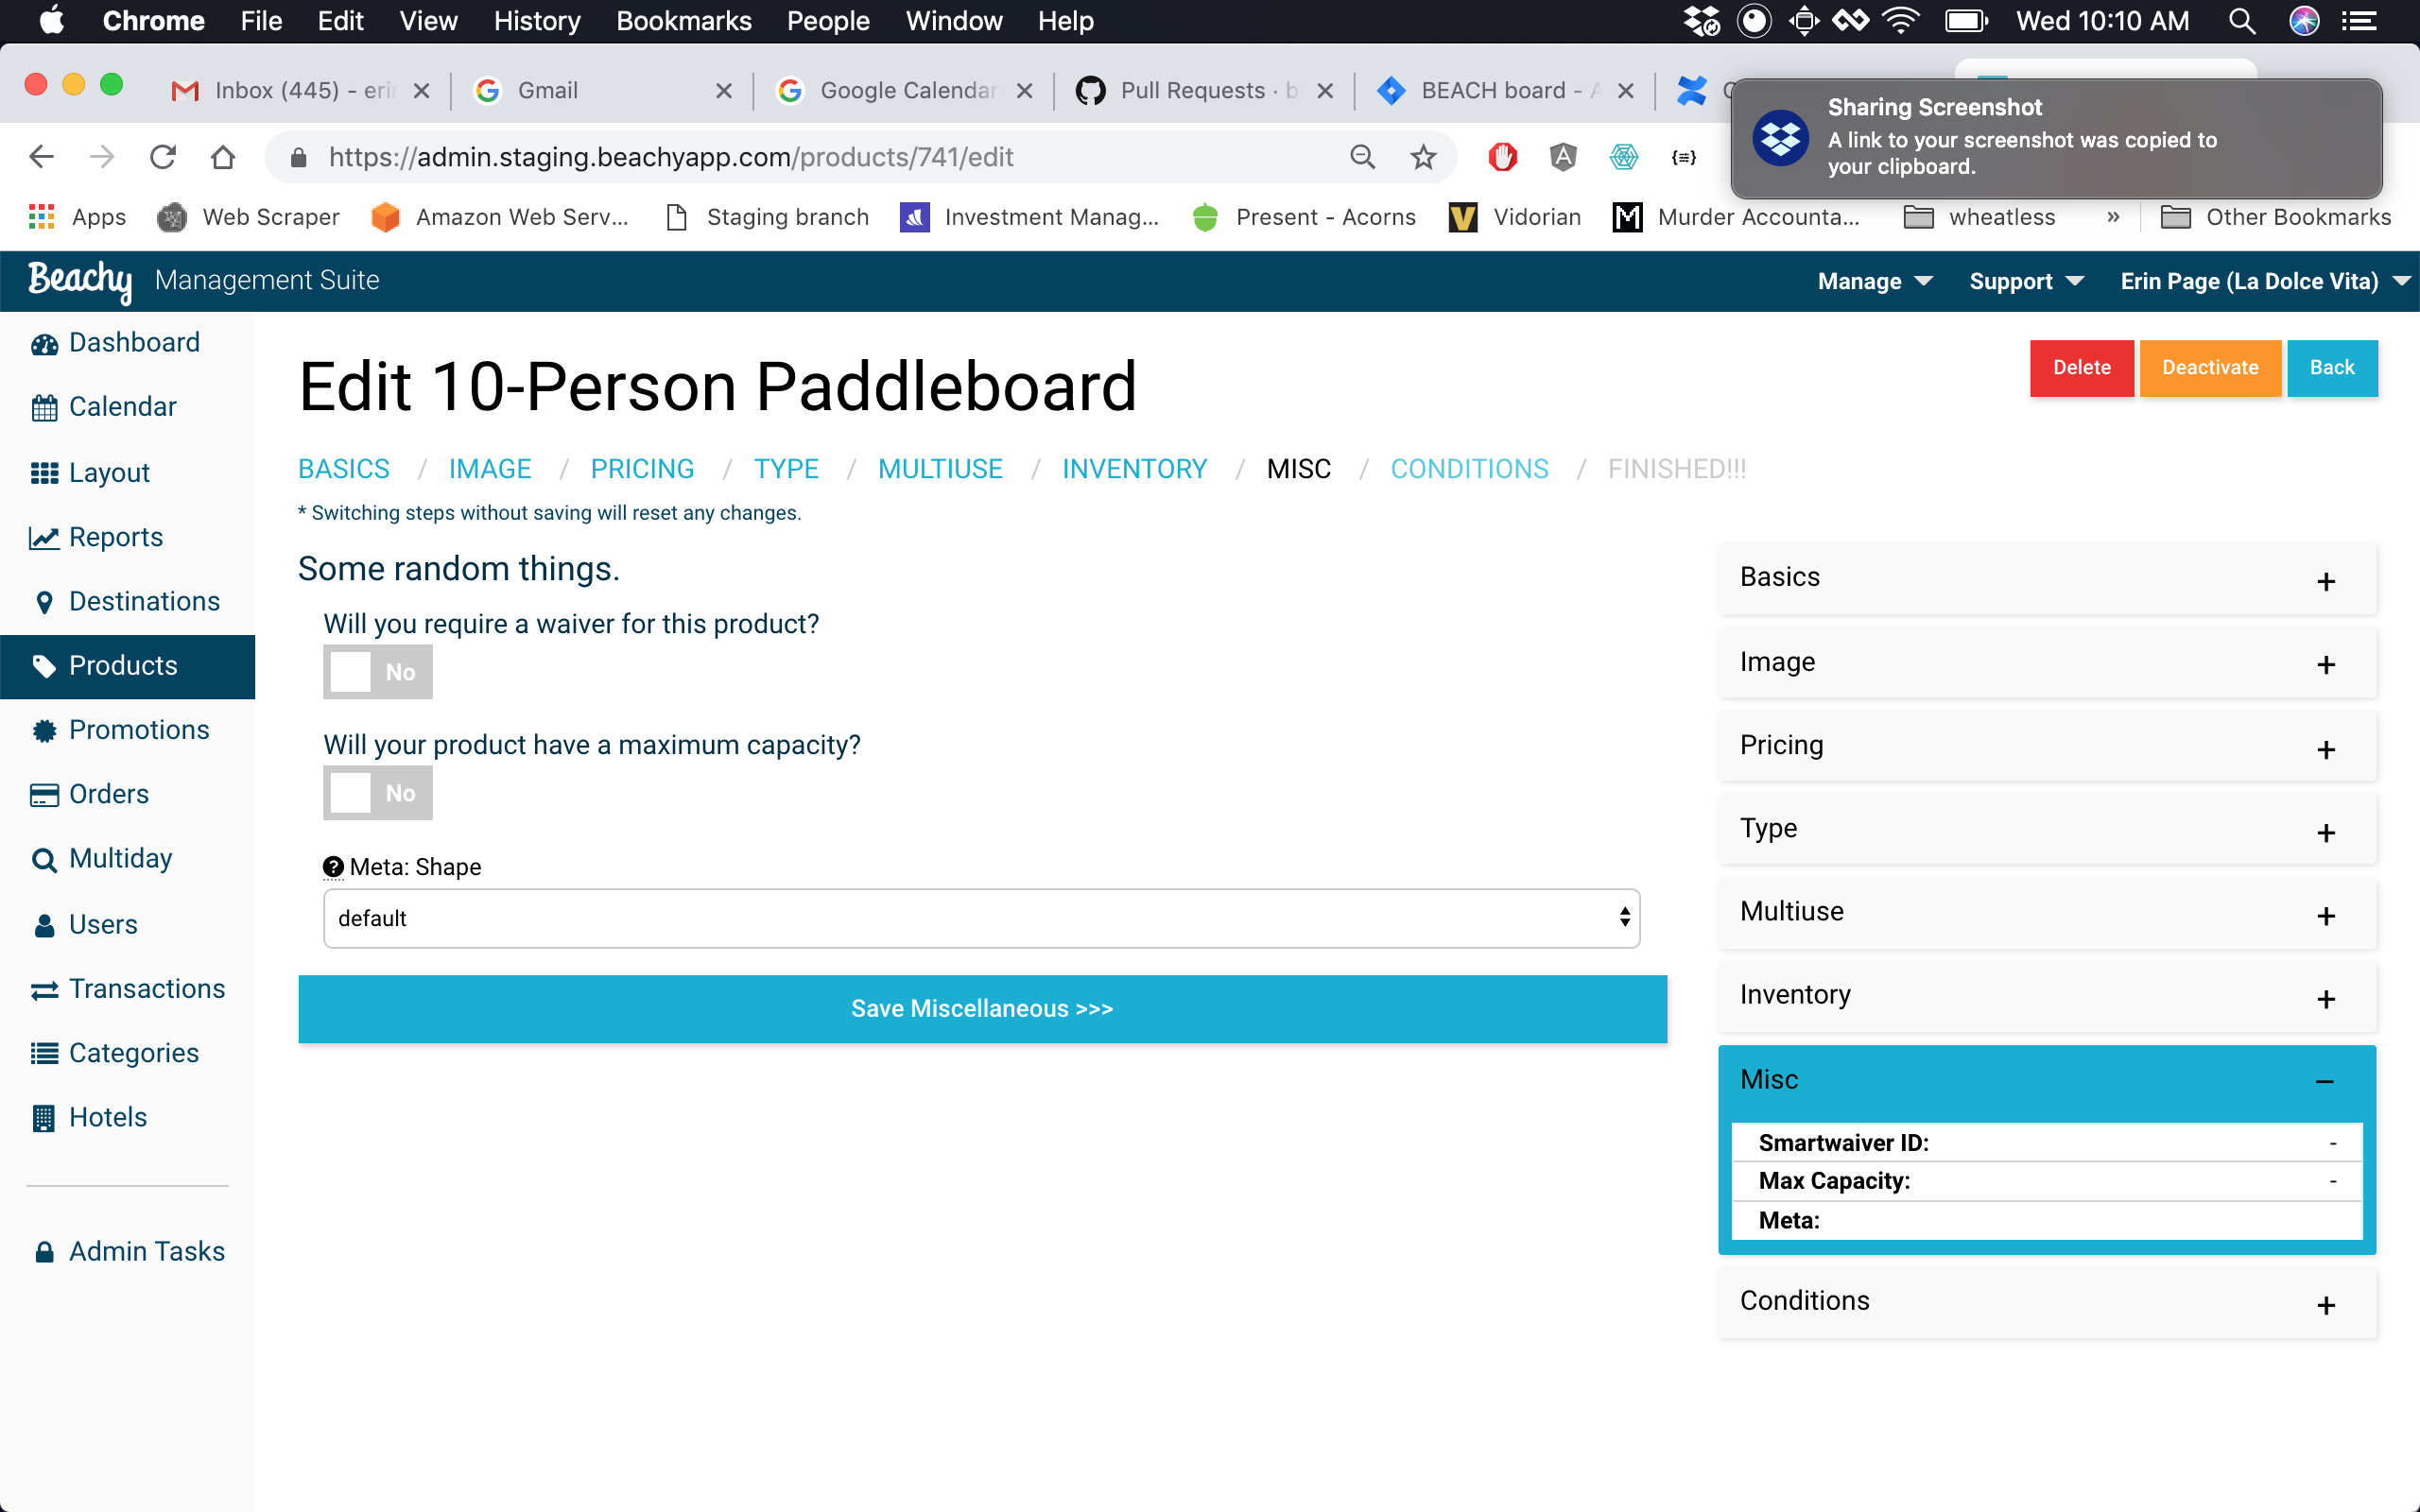 Chrome File Edit View History Bookmarks People Window Help Wed 10:10 AM
Inbox (445) - erin Gmail Google Calendar Pull Requests · b BEACH board - A
Sharing Screenshot
A link to your screenshot was copied to
your clipboard.
https://admin.staging.beachyapp.com/products/741/edit
Apps Web Scraper Amazon Web Serv... Staging branch Investment Manag... Present - Acorns Vidorian Murder Accounta... wheatless » Other Bookmarks
Beachy Management Suite Manage Support Erin Page (La Dolce Vita)
Dashboard
Calendar
Layout
Reports
Destinations
Products
Promotions
Orders
Multiday
Users
Transactions
Categories
Hotels
Admin Tasks
Edit 10-Person Paddleboard
Delete Deactivate Back
BASICS / IMAGE / PRICING / TYPE / MULTIUSE / INVENTORY / MISC / CONDITIONS / FINISHED!!!
* Switching steps without saving will reset any changes.
Some random things.
Will you require a waiver for this product?
No
Will your product have a maximum capacity?
No
Meta: Shape
default
Save Miscellaneous >>>
Basics +
Image +
Pricing +
Type +
Multiuse +
Inventory +
Misc –
Smartwaiver ID: -
Max Capacity: -
Meta:
Conditions +